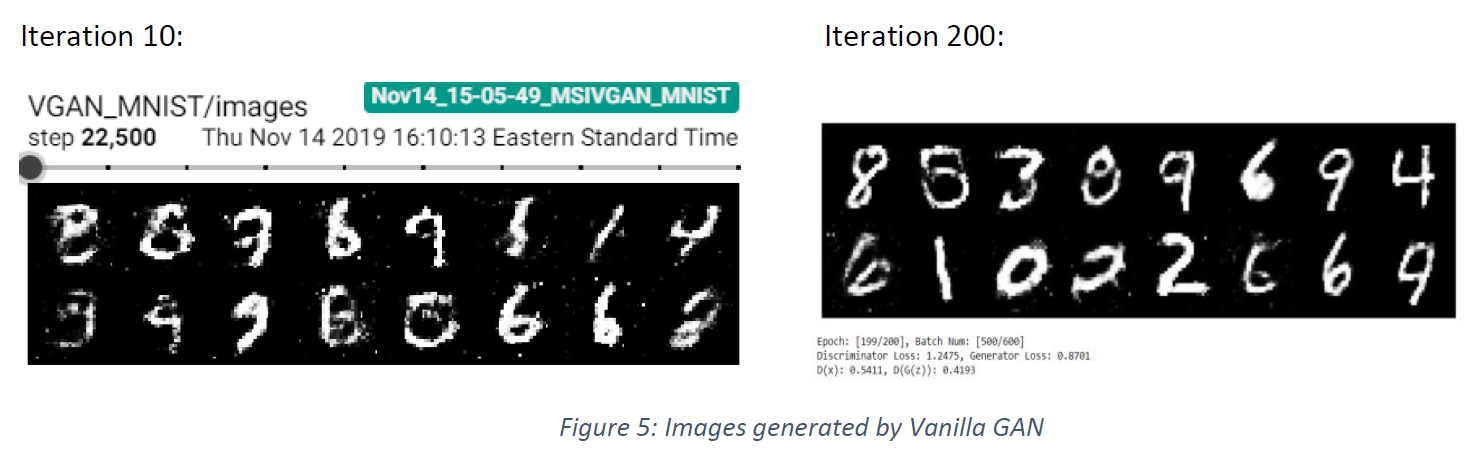 Iteration 10:
Iteration 200:
Nov14_15-05-49_MSIVGAN_MNIST
VGAN_MNIST/images
step 22,500 Thu Nov 14 2019 16:10:13 Eastern Standard Time
Epoch: [199/200], Batch Num: [500/600]
Discriminator Loss: 1.2475, Generator Loss: 0.8701
D(x): 0.5411, D(G(z)): 0.4193
Figure 5: Images generated by Vanilla GAN